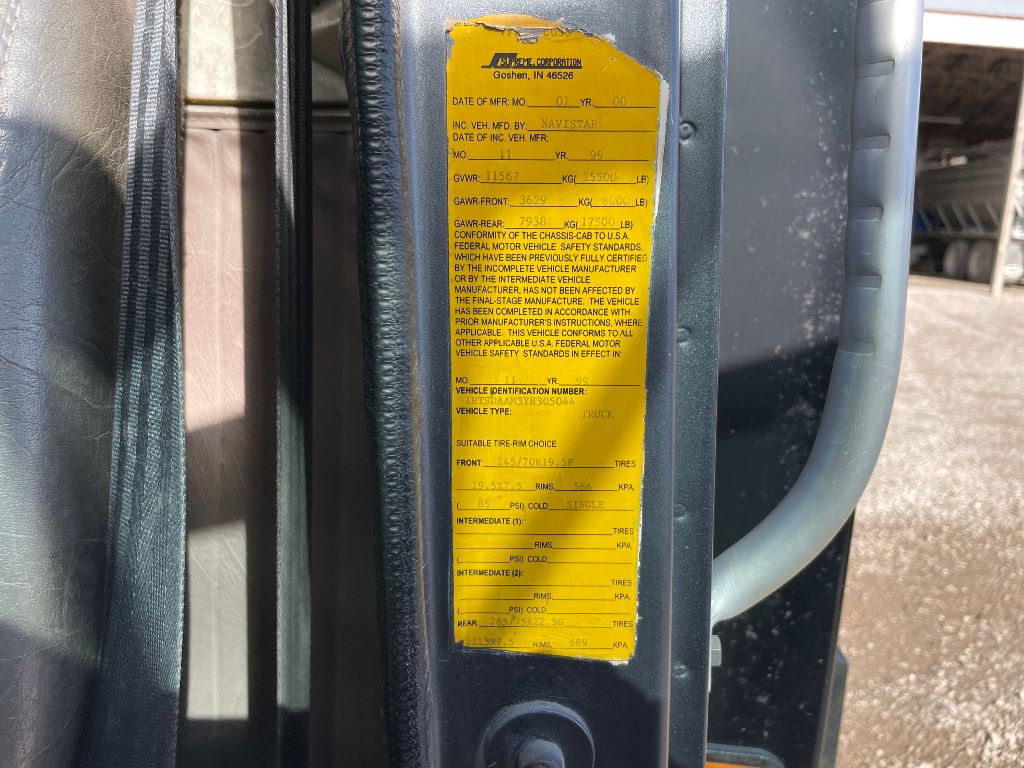 SUPREME CORPORATION
Goshen, IN 46526
DATE OF MFR: MO. 01 YR. 00
INC. VEH. MFD. BY: NAVISTAR
DATE OF INC. VEH. MFR:
MO. 11 YR. 99
GVWR: 11567 KG( 25500 LB)
GAWR-FRONT: 3629 KG( 8000 LB)
GAWR-REAR: 7938 KG( 17500 LB)
CONFORMITY OF THE CHASSIS-CAB TO U.S.A.
FEDERAL MOTOR VEHICLE SAFETY STANDARDS,
WHICH HAVE BEEN PREVIOUSLY FULLY CERTIFIED
BY THE INCOMPLETE VEHICLE MANUFACTURER
OR BY THE INTERMEDIATE VEHICLE
MANUFACTURER, HAS NOT BEEN AFFECTED BY
THE FINAL-STAGE MANUFACTURE. THE VEHICLE
HAS BEEN COMPLETED IN ACCORDANCE WITH
PRIOR MANUFACTURER'S INSTRUCTIONS, WHERE
APPLICABLE. THIS VEHICLE CONFORMS TO ALL
OTHER APPLICABLE U.S.A. FEDERAL MOTOR
VEHICLE SAFETY STANDARDS IN EFFECT IN:
MO. 11 YR. 99
VEHICLE IDENTIFICATION NUMBER:
1HTSDAAM3YH305044
VEHICLE TYPE: TRUCK
SUITABLE TIRE-RIM CHOICE
FRONT: 245/70R19.5F TIRES
19.5X7.5 RIMS, 586 KPA,
( 85 PSI) COLD SINGLE
INTERMEDIATE (1):
TIRES
RIMS, KPA,
( PSI) COLD
INTERMEDIATE (2):
TIRES
RIMS, KPA,
( PSI) COLD
REAR 265/75R22.5G TIRES
22.5X7.5 RIMS, 689 KPA,